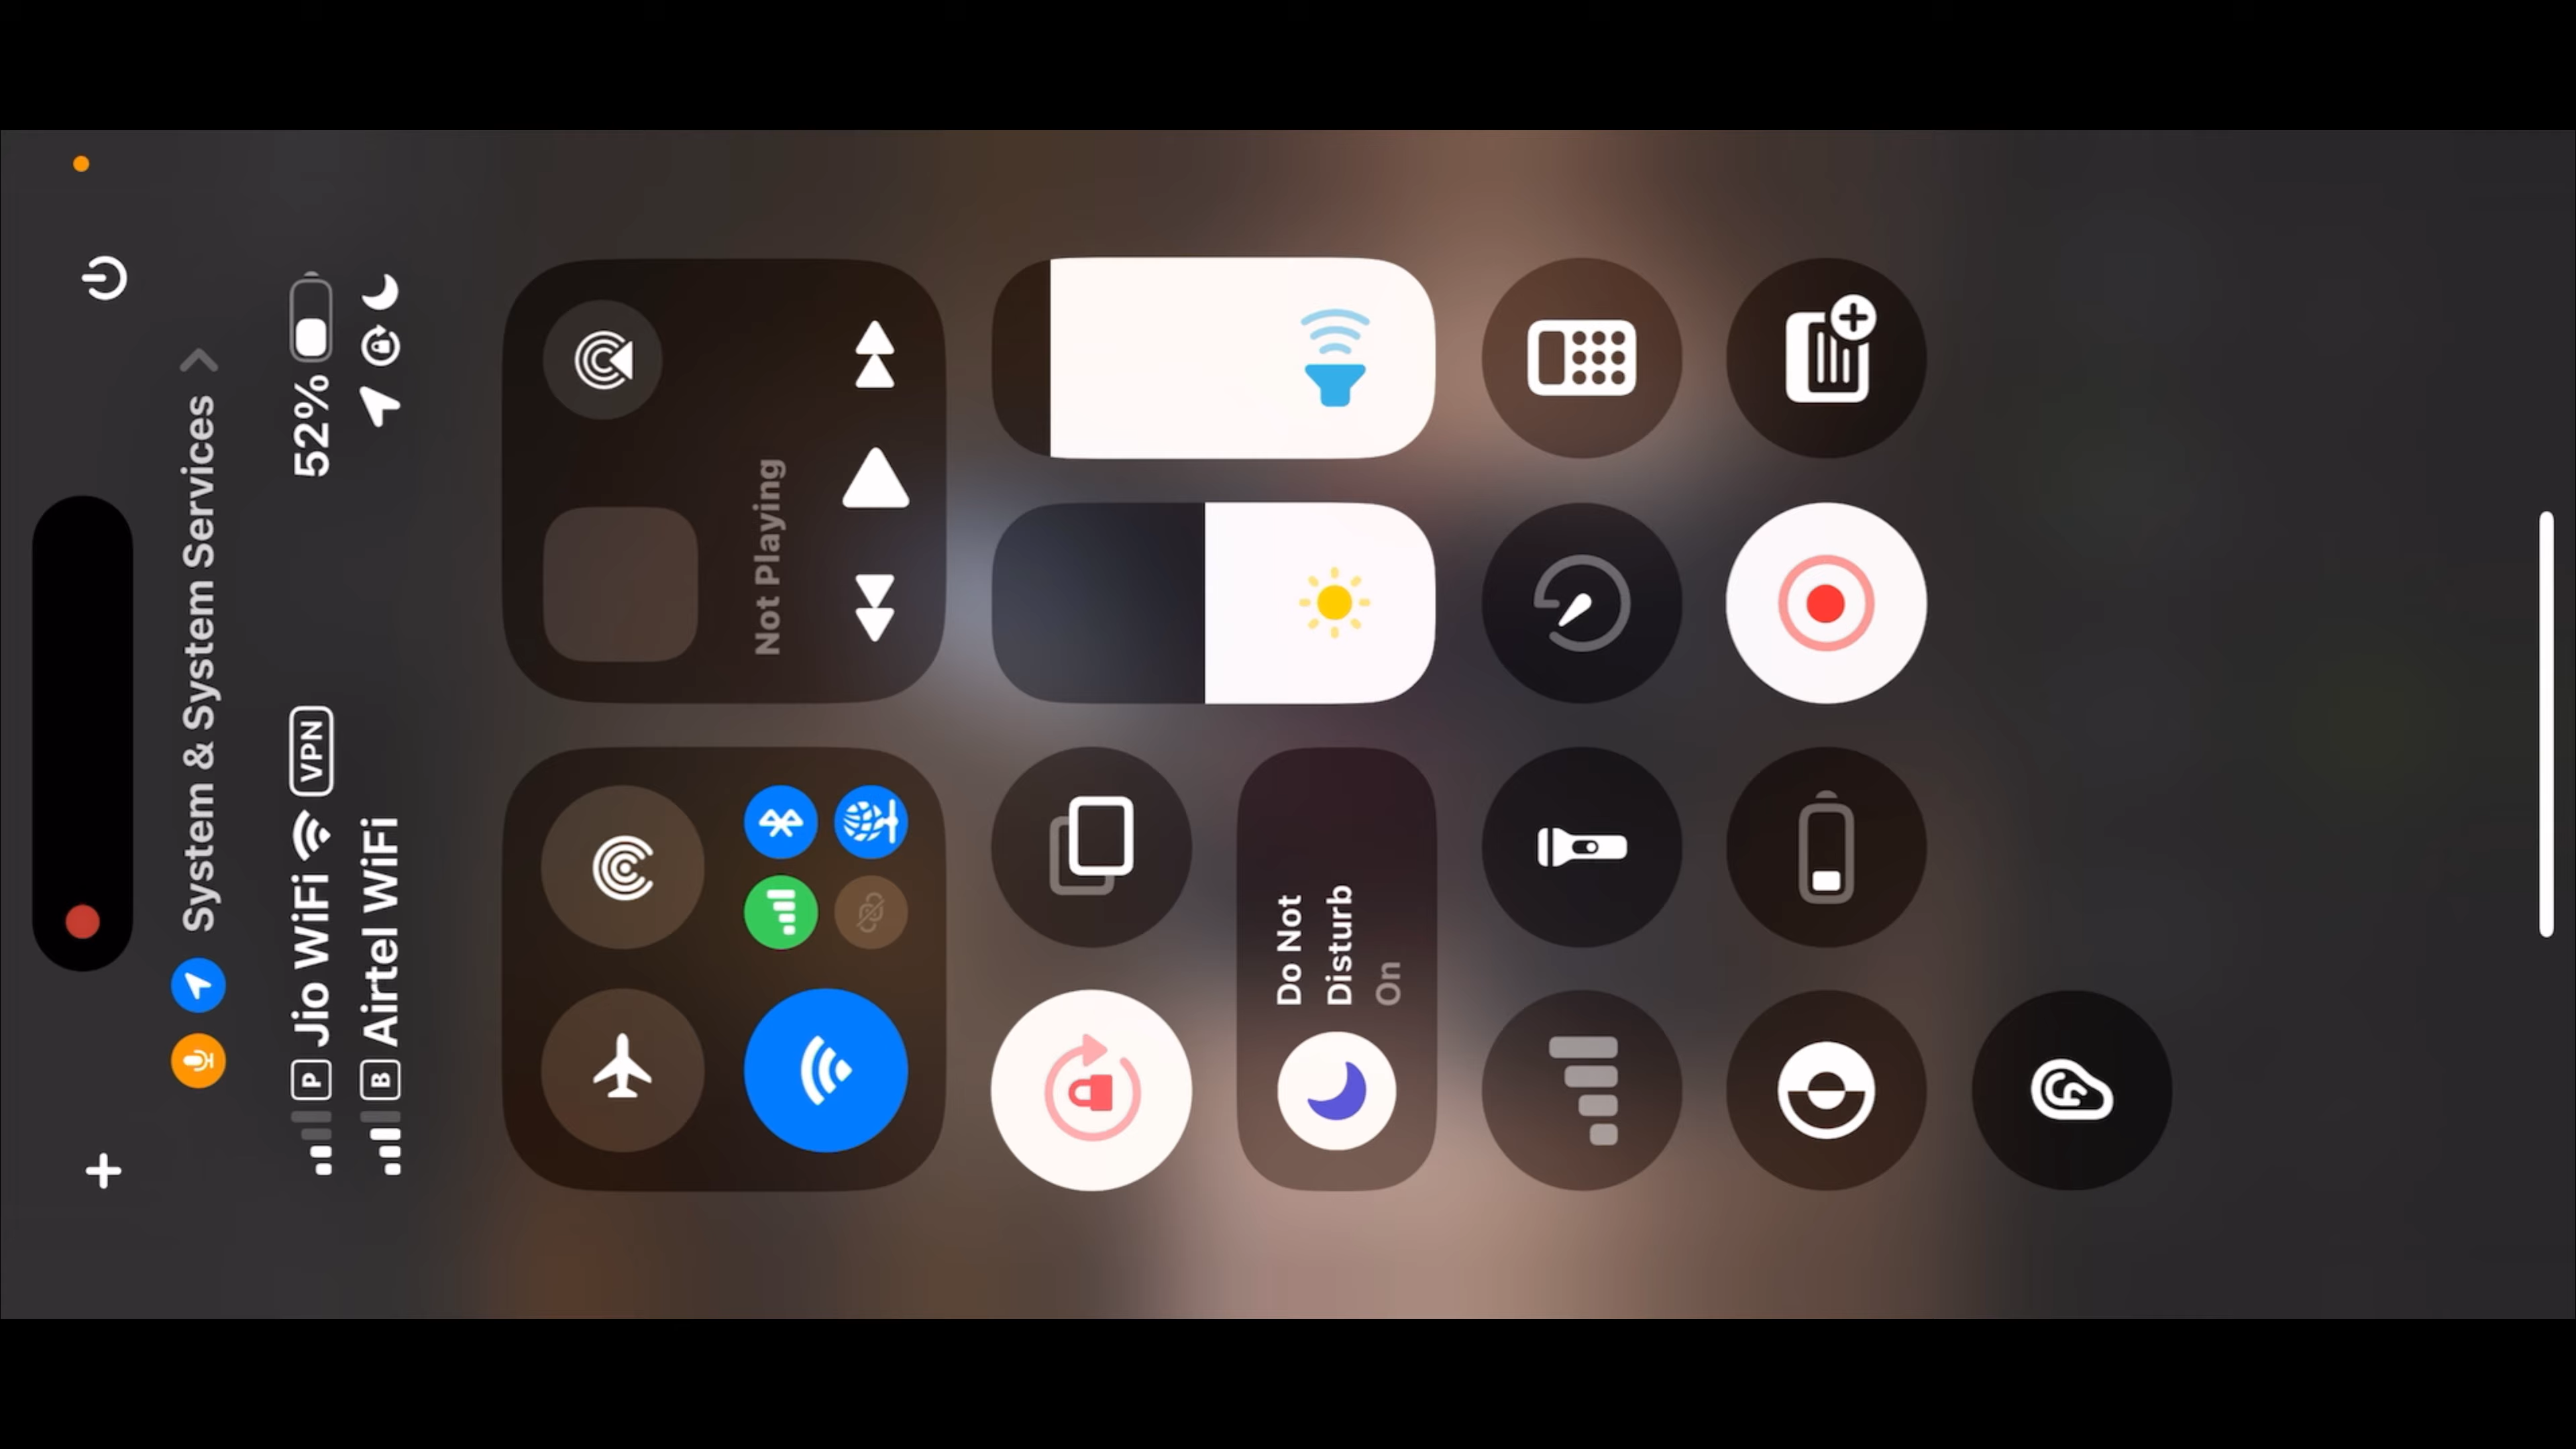 System & System Services
P Jio WiFi VPN 52%
B Airtel WiFi
Not Playing
Do Not
Disturb
On